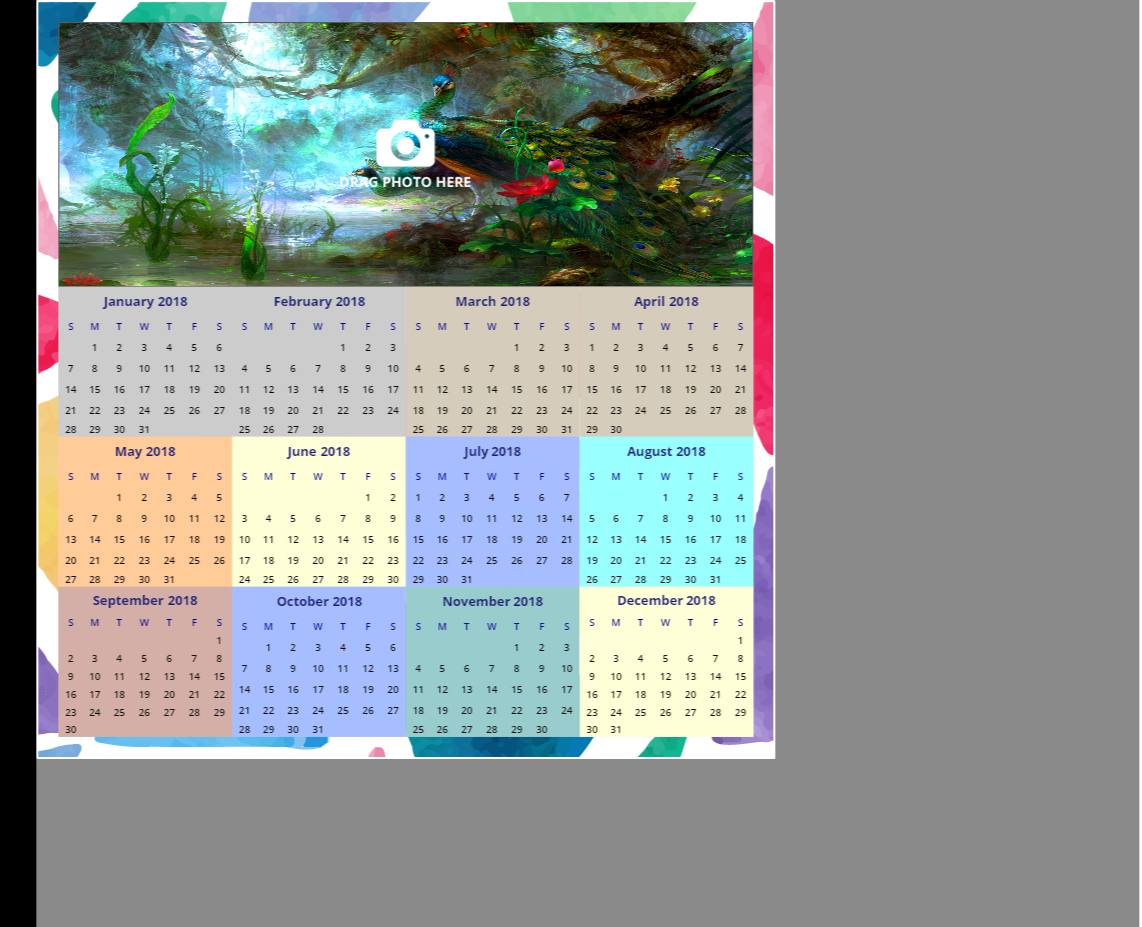 DRAG PHOTO HERE
January 2018 February 2018 March 2018 April 2018
S M T W T F S S M T W T F S S M T W T F S S M T W T F S
1 2 3 4 5 6 1 2 3 1 2 3 1 2 3 4 5 6 7
7 8 9 10 11 12 13 4 5 6 7 8 9 10 4 5 6 7 8 9 10 8 9 10 11 12 13 14
14 15 16 17 18 19 20 11 12 13 14 15 16 17 11 12 13 14 15 16 17 15 16 17 18 19 20 21
21 22 23 24 25 26 27 18 19 20 21 22 23 24 18 19 20 21 22 23 24 22 23 24 25 26 27 28
28 29 30 31 25 26 27 28 25 26 27 28 29 30 31 29 30
May 2018 June 2018 July 2018 August 2018
S M T W T F S S M T W T F S S M T W T F S S M T W T F S
1 2 3 4 5 1 2 1 2 3 4 5 6 7 1 2 3 4
6 7 8 9 10 11 12 3 4 5 6 7 8 9 8 9 10 11 12 13 14 5 6 7 8 9 10 11
13 14 15 16 17 18 19 10 11 12 13 14 15 16 15 16 17 18 19 20 21 12 13 14 15 16 17 18
20 21 22 23 24 25 26 17 18 19 20 21 22 23 22 23 24 25 26 27 28 19 20 21 22 23 24 25
27 28 29 30 31 24 25 26 27 28 29 30 29 30 31 26 27 28 29 30 31
September 2018 October 2018 November 2018 December 2018
S M T W T F S S M T W T F S S M T W T F S S M T W T F S
1 1 2 3 4 5 6 1 2 3 1
2 3 4 5 6 7 8 7 8 9 10 11 12 13 4 5 6 7 8 9 10 2 3 4 5 6 7 8
9 10 11 12 13 14 15 14 15 16 17 18 19 20 11 12 13 14 15 16 17 9 10 11 12 13 14 15
16 17 18 19 20 21 22 21 22 23 24 25 26 27 18 19 20 21 22 23 24 16 17 18 19 20 21 22
23 24 25 26 27 28 29 28 29 30 31 25 26 27 28 29 30 23 24 25 26 27 28 29
30 30 31